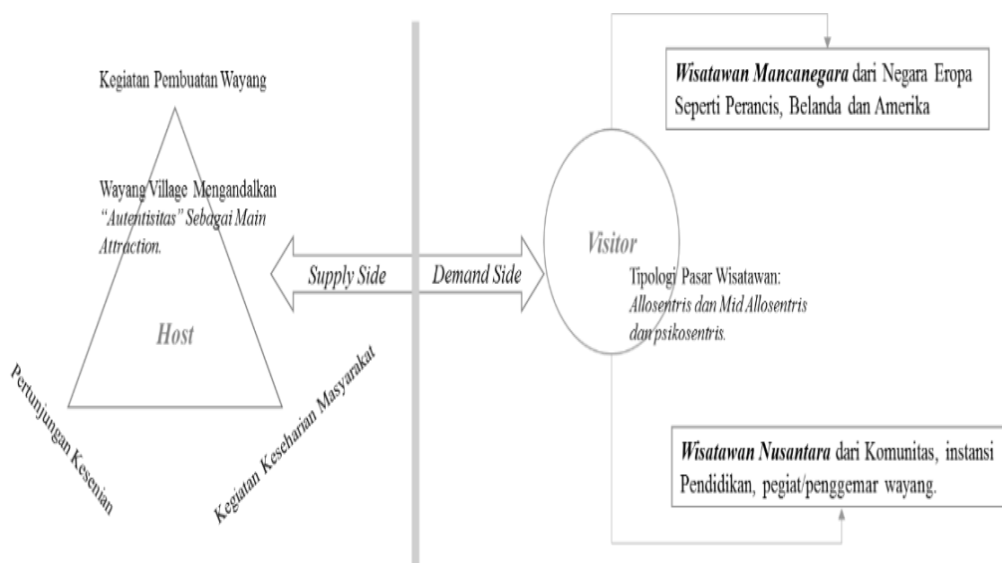 Kegiatan Pembuatan Wayang
Wayang Village Mengandalkan
“Autentisitas” Sebagai Main
Attraction.
Host
Pertunjungan Kesenian
Kegiatan Keseharian Masyarakat
Supply Side
Demand Side
Visitor
Tipologi Pasar Wisatawan:
Allosentris dan Mid Allosentris
dan psikosentris.
Wisatawan Mancanegara dari Negara Eropa
Seperti Perancis, Belanda dan Amerika
Wisatawan Nusantara dari Komunitas, instansi
Pendidikan, pegiat/penggemar wayang.